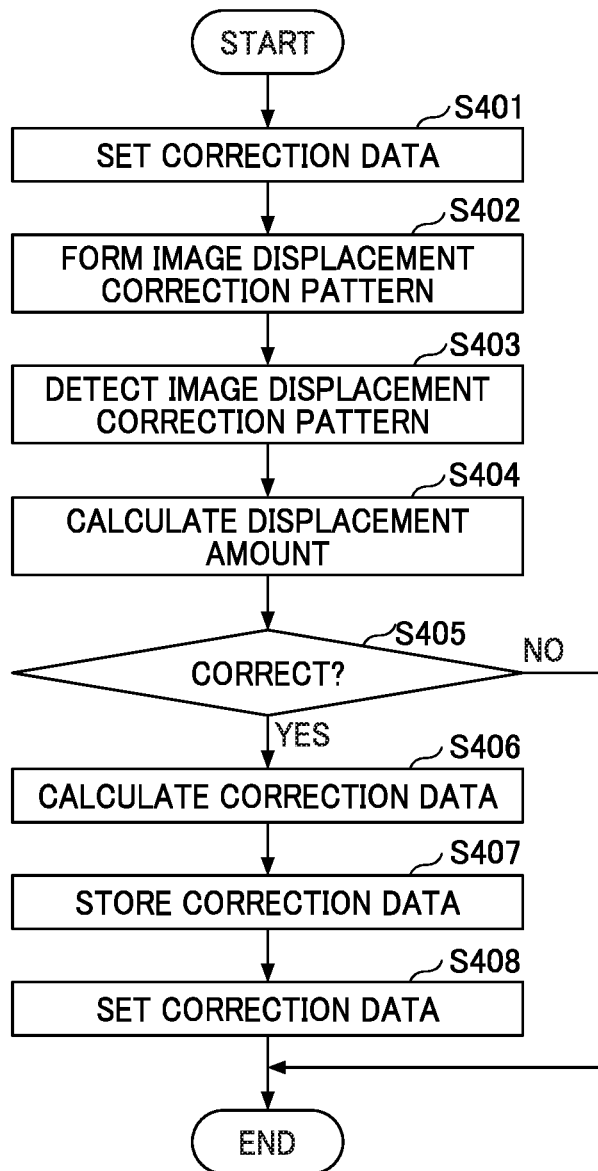 START
S401
SET CORRECTION DATA
S402
FORM IMAGE DISPLACEMENT
CORRECTION PATTERN
S403
DETECT IMAGE DISPLACEMENT
CORRECTION PATTERN
S404
CALCULATE DISPLACEMENT
AMOUNT
S405
CORRECT?
NO
YES
S406
CALCULATE CORRECTION DATA
S407
STORE CORRECTION DATA
S408
SET CORRECTION DATA
END